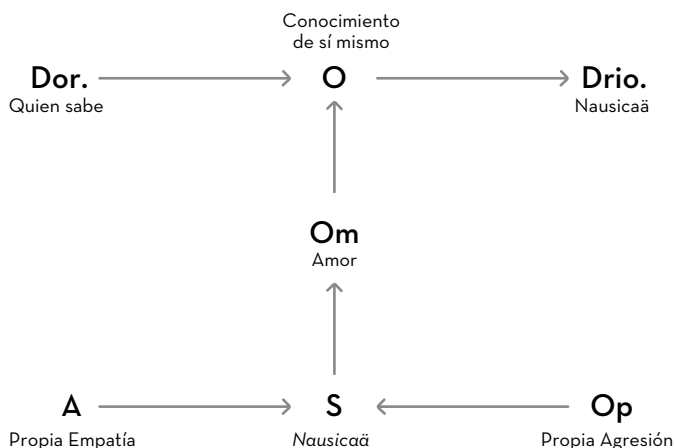 Conocimiento
de sí mismo
Dor. O Drio.
Quien sabe Nausicaä
Om
Amor
A S Op
Propia Empatía Nausicaä Propia Agresión